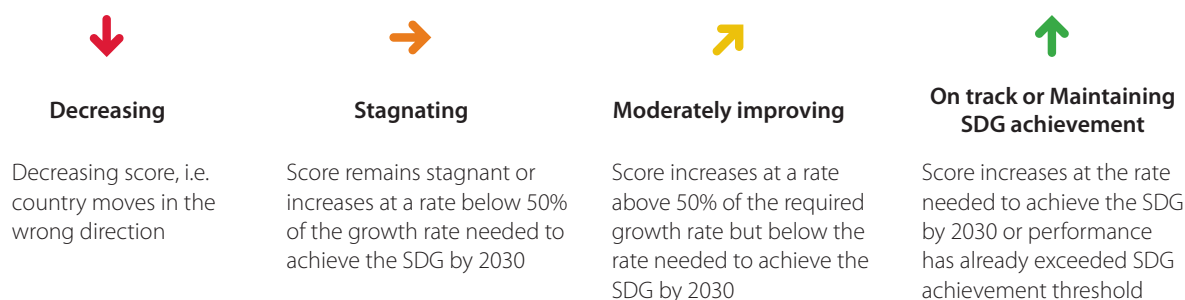 Decreasing
Decreasing score, i.e.
country moves in the
wrong direction
Stagnating
Score remains stagnant or
increases at a rate below 50%
of the growth rate needed to
achieve the SDG by 2030
Moderately improving
Score increases at a rate
above 50% of the required
growth rate but below the
rate needed to achieve the
SDG by 2030
On track or Maintaining
SDG achievement
Score increases at the rate
needed to achieve the SDG
by 2030 or performance
has already exceeded SDG
achievement threshold